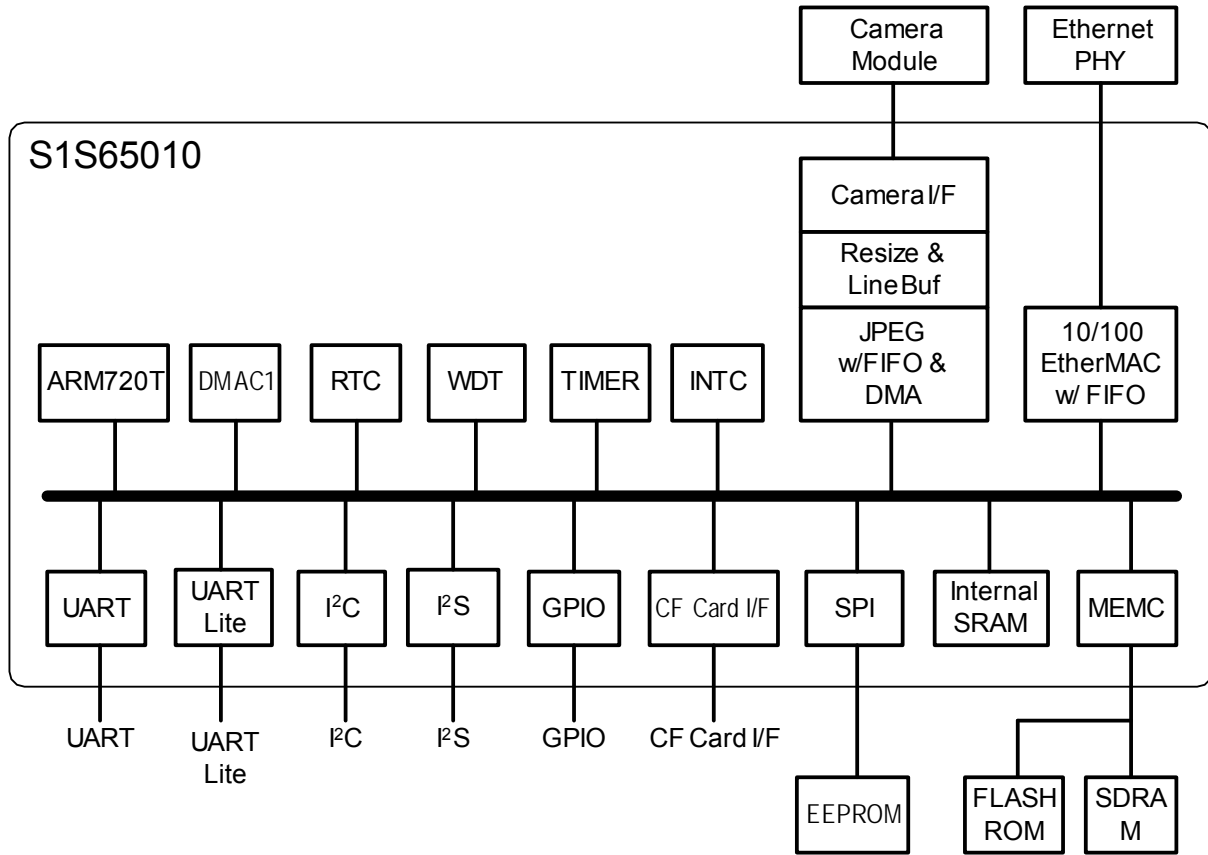 Camera
Module
Ethernet
PHY
S1S65010
Camera I/F
Resize &
Line Buf
JPEG
w/FIFO &
DMA
10/100
EtherMAC
w/ FIFO
ARM720T
DMAC1
RTC
WDT
TIMER
INTC
UART
UART
Lite
I²C
I²S
GPIO
CF Card I/F
SPI
Internal
SRAM
MEMC
UART
UART
Lite
I²C
I²S
GPIO
CF Card I/F
EEPROM
FLASH
ROM
SDRA
M